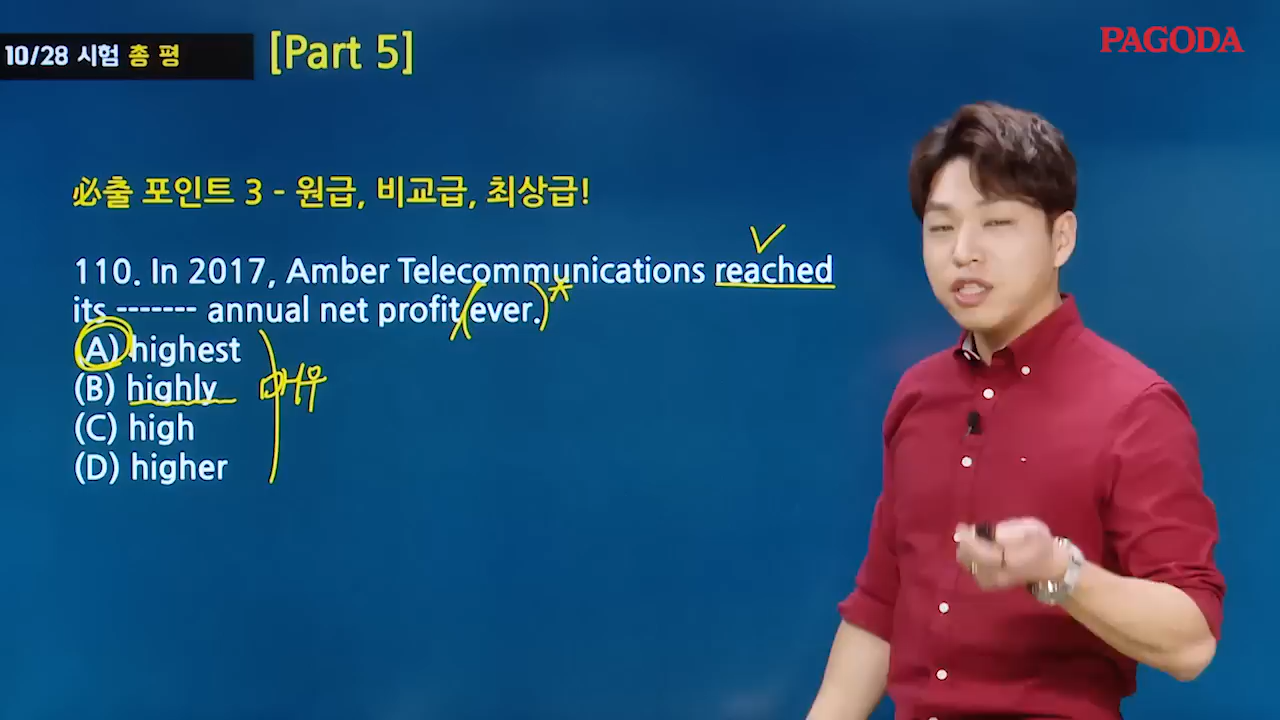 10/28 시험 총 평
[Part 5]
PAGODA
必출 포인트 3 - 원급, 비교급, 최상급!
110. In 2017, Amber Telecommunications reached
its ------- annual net profit (ever.)*
(A) highest
(B) highly
(C) high
(D) higher